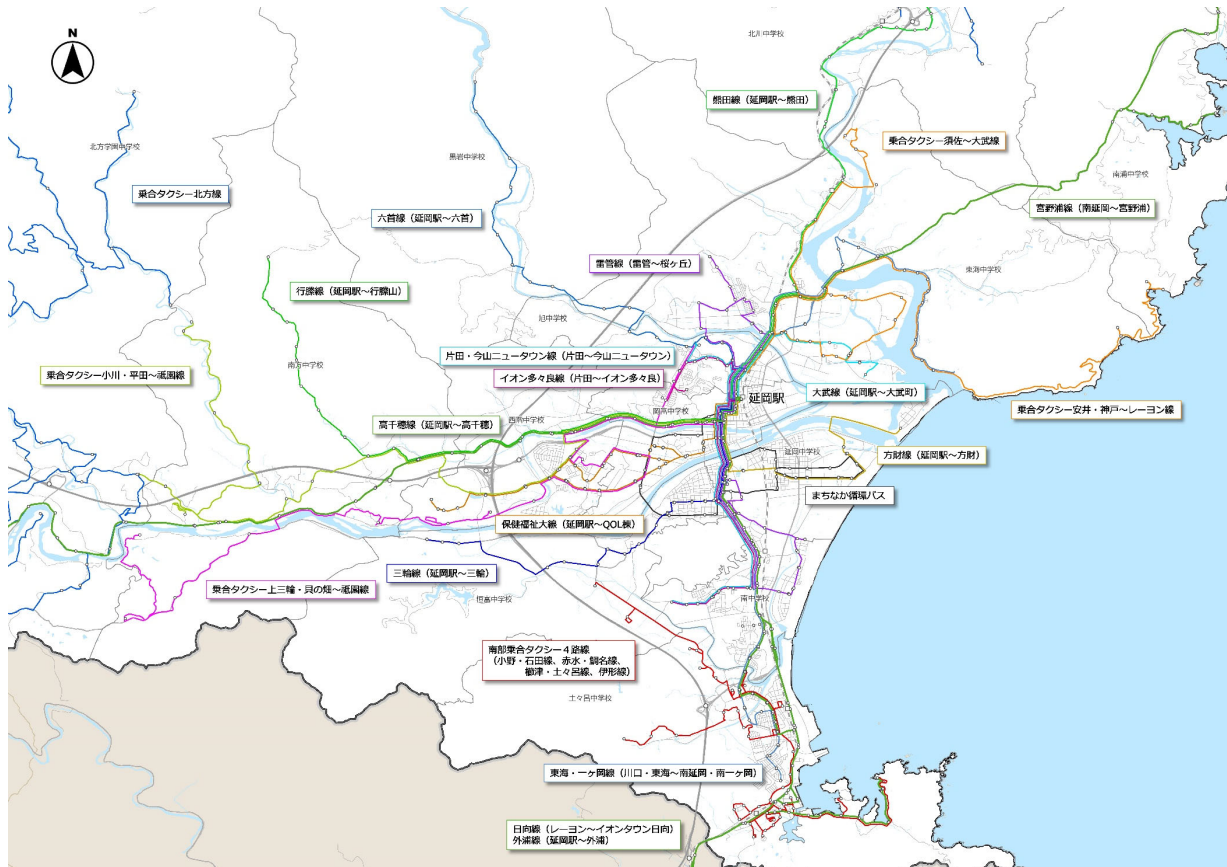 N
北川中学校
熊田線（延岡駅～熊田）
乗合タクシー須佐～大武線
北方学園中学校
黒岩中学校
南浦中学校
乗合タクシー北方線
六首線（延岡駅～六首）
宮野浦線（南延岡～宮野浦）
雷管線（雷管～桜ヶ丘）
東海中学校
行縢線（延岡駅～行縢山）
旭中学校
片田・今山ニュータウン線（片田～今山ニュータウン）
南方中学校
イオン多々良線（片田～イオン多々良）
乗合タクシー小川・平田～祗園線
大武線（延岡駅～大武町）
延岡駅
岡富中学校
乗合タクシー安井・神戸～レーヨン線
西階中学校
高千穂線（延岡駅～高千穂）
延岡中学校
方財線（延岡駅～方財）
まちなか循環バス
保健福祉大線（延岡駅～QOL棟）
三輪線（延岡駅～三輪）
乗合タクシー上三輪・貝の畑～祗園線
恒富中学校
南中学校
南部乗合タクシー４路線
（小野・石田線、赤水・鯛名線、
櫛津・土々呂線、伊形線）
土々呂中学校
東海・一ヶ岡線（川口・東海～南延岡・南一ヶ岡）
日向線（レーヨン～イオンタウン日向）
外浦線（延岡駅～外浦）